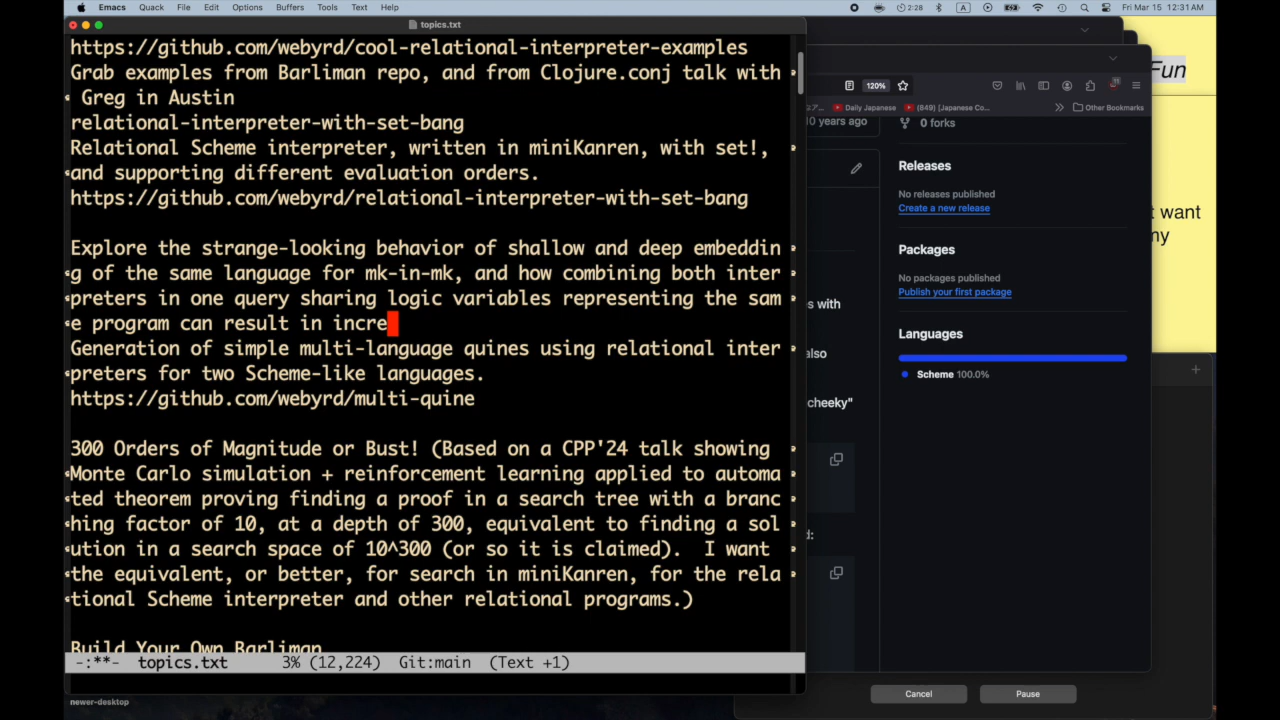 Emacs Quack File Edit Options Buffers Tools Text Help 2:28 A Fri Mar 15 12:31 AM
topics.txt
https://github.com/webyrd/cool-relational-interpreter-examples
Grab examples from Barliman repo, and from Clojure.conj talk with
Greg in Austin
relational-interpreter-with-set-bang
Relational Scheme interpreter, written in miniKanren, with set!,
and supporting different evaluation orders.
https://github.com/webyrd/relational-interpreter-with-set-bang
Explore the strange-looking behavior of shallow and deep embeddin
g of the same language for mk-in-mk, and how combining both inter
preters in one query sharing logic variables representing the sam
e program can result in incre
Generation of simple multi-language quines using relational inter
preters for two Scheme-like languages.
https://github.com/webyrd/multi-quine
300 Orders of Magnitude or Bust! (Based on a CPP'24 talk showing
Monte Carlo simulation + reinforcement learning applied to automa
ted theorem proving finding a proof in a search tree with a branc
hing factor of 10, at a depth of 300, equivalent to finding a sol
ution in a search space of 10^300 (or so it is claimed). I want
the equivalent, or better, for search in miniKanren, for the rela
tional Scheme interpreter and other relational programs.)
Build Your Own Barliman
-:**- topics.txt 3% (12,224) Git:main (Text +1)
newer-desktop
Fun
120%
Daily Japanese (849) [Japanese Co... Other Bookmarks
10 years ago 0 forks
Releases
No releases published
Create a new release
Packages
No packages published
Publish your first package
Languages
Scheme 100.0%
s with
also
cheeky"
d:
t want
my
Cancel Pause